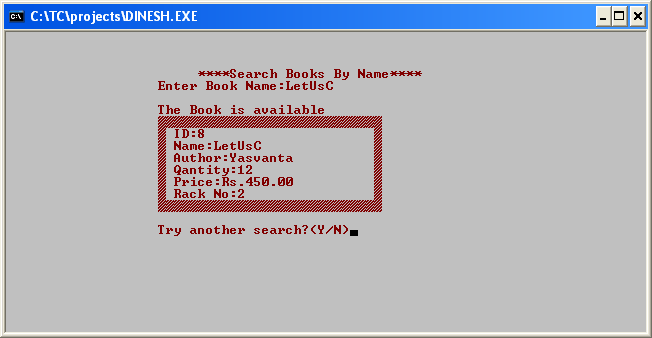 C:\TC\projects\DINESH.EXE
****Search Books By Name****
Enter Book Name:LetUsC
The Book is available
ID:8
Name:LetUsC
Author:Yasvanta
Qantity:12
Price:Rs.450.00
Rack No:2
Try another search?(Y/N)